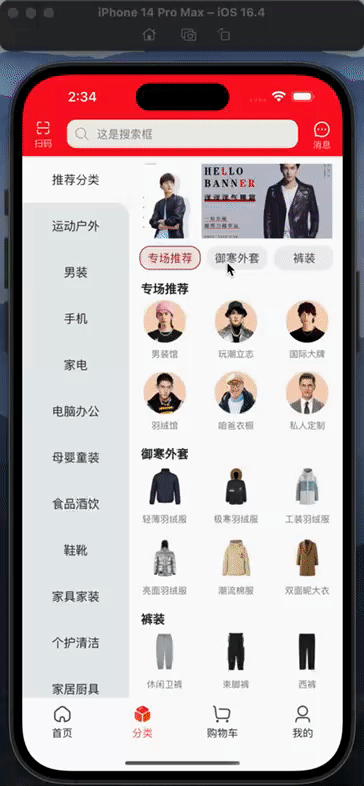 iPhone 14 Pro Max – iOS 16.4
2:34
扫码
这是搜索框
消息
推荐分类
运动户外
男装
手机
家电
电脑办公
母婴童装
食品酒饮
鞋靴
家具家装
个护清洁
家居厨具
HELLO
BANNER
专场推荐
御寒外套
裤装
专场推荐
男装馆
玩潮立志
国际大牌
羽绒馆
咱爸衣橱
私人定制
御寒外套
轻薄羽绒服
极寒羽绒服
工装羽绒服
亮面羽绒服
潮流棉服
双面呢大衣
裤装
休闲卫裤
束脚裤
西裤
首页
分类
购物车
我的